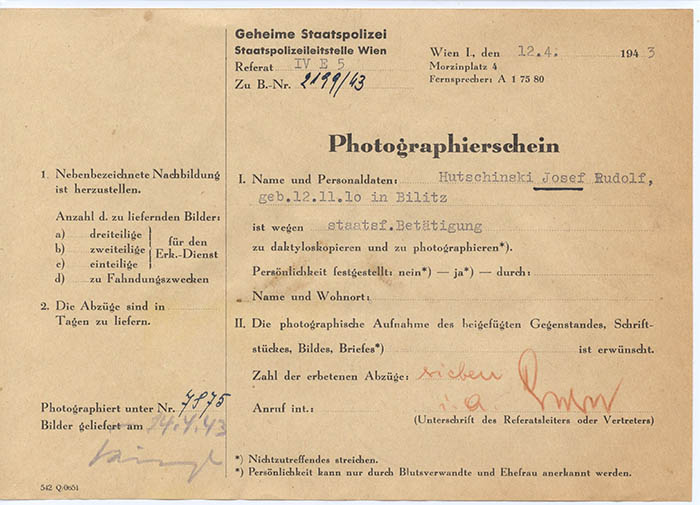 Geheime Staatspolizei
Staatspolizeileitstelle Wien
Referat IV E 5
Zu B.-Nr. 2199/43
Wien I., den 12.4. 1943
Morzinplatz 4
Fernsprecher: A 1 75 80
Photographierschein
1. Nebenbezeichnete Nachbildung
ist herzustellen.
Anzahl d. zu liefernden Bilder:
a) dreiteilige
b) zweiteilige
c) einteilige
für den
Erk.-Dienst
d) zu Fahndungszwecken
2. Die Abzüge sind in
Tagen zu liefern.
Photographiert unter Nr. 7875
Bilder geliefert am 14.4.43
542 Q/0651
I. Name und Personaldaten: Hutschinski Josef Rudolf,
geb.12.11.10 in Bilitz
ist wegen staatsf.Betätigung
zu daktyloskopieren und zu photographieren*).
Persönlichkeit festgestellt: nein*) — ja*) — durch:
Name und Wohnort:
II. Die photographische Aufnahme des beigefügten Gegenstandes, Schrift-
stückes, Bildes, Briefes*) ist erwünscht.
Zahl der erbetenen Abzüge: sieben
Anruf int.: i.a.
(Unterschrift des Referatsleiters oder Vertreters)
*) Nichtzutreffendes streichen.
*) Persönlichkeit kann nur durch Blutsverwandte und Ehefrau anerkannt werden.